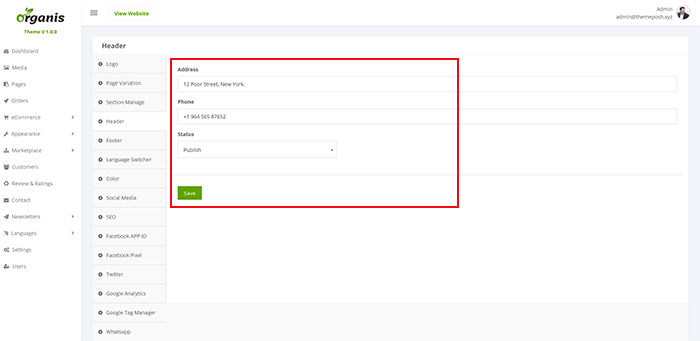 Organis
Theme V 1.0.0
View Website
Admin
admin@themeposh.xyz
Dashboard
Media
Pages
Orders
eCommerce
Appearance
Marketplace
Customers
Review & Ratings
Contact
Newsletters
Languages
Settings
Users
Header
Logo
Page Variation
Section Manage
Header
Footer
Language Switcher
Color
Social Media
SEO
Facebook APP ID
Facebook Pixel
Twitter
Google Analytics
Google Tag Manager
Whatsapp
Address
12 Poor Street, New York.
Phone
+1 964 565 87652
Status
Publish
Save